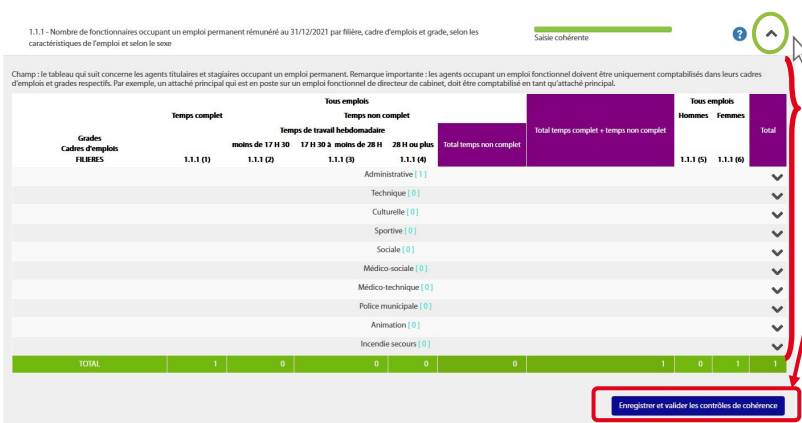 1.1.1 - Nombre de fonctionnaires occupant un emploi permanent rémunéré au 31/12/2021 par filière, cadre d'emplois et grade, selon les
caractéristiques de l'emploi et selon le sexe
Saisie cohérente
?
Champ : le tableau qui suit concerne les agents titulaires et stagiaires occupant un emploi permanent. Remarque importante : les agents occupant un emploi fonctionnel doivent être uniquement comptabilisés dans leurs cadres
d'emplois et grades respectifs. Par exemple, un attaché principal qui est en poste sur un emploi fonctionnel de directeur de cabinet, doit être comptabilisé en tant qu'attaché principal.
Tous emplois Tous emplois
Temps complet Temps non complet Hommes Femmes
Temps de travail hebdomadaire Total temps complet + temps non complet Total
Grades
Cadres d'emplois moins de 17 H 30 17 H 30 à moins de 28 H 28 H ou plus Total temps non complet
FILIERES 1.1.1 (1) 1.1.1 (2) 1.1.1 (3) 1.1.1 (4) 1.1.1 (5) 1.1.1 (6)
Administrative [ 1 ]
Technique [ 0 ]
Culturelle [ 0 ]
Sportive [ 0 ]
Sociale [ 0 ]
Médico-sociale [ 0 ]
Médico-technique [ 0 ]
Police municipale [ 0 ]
Animation [ 0 ]
Incendie secours [ 0 ]
TOTAL 1 0 0 0 0 1 0 1 1
Enregistrer et valider les contrôles de cohérence